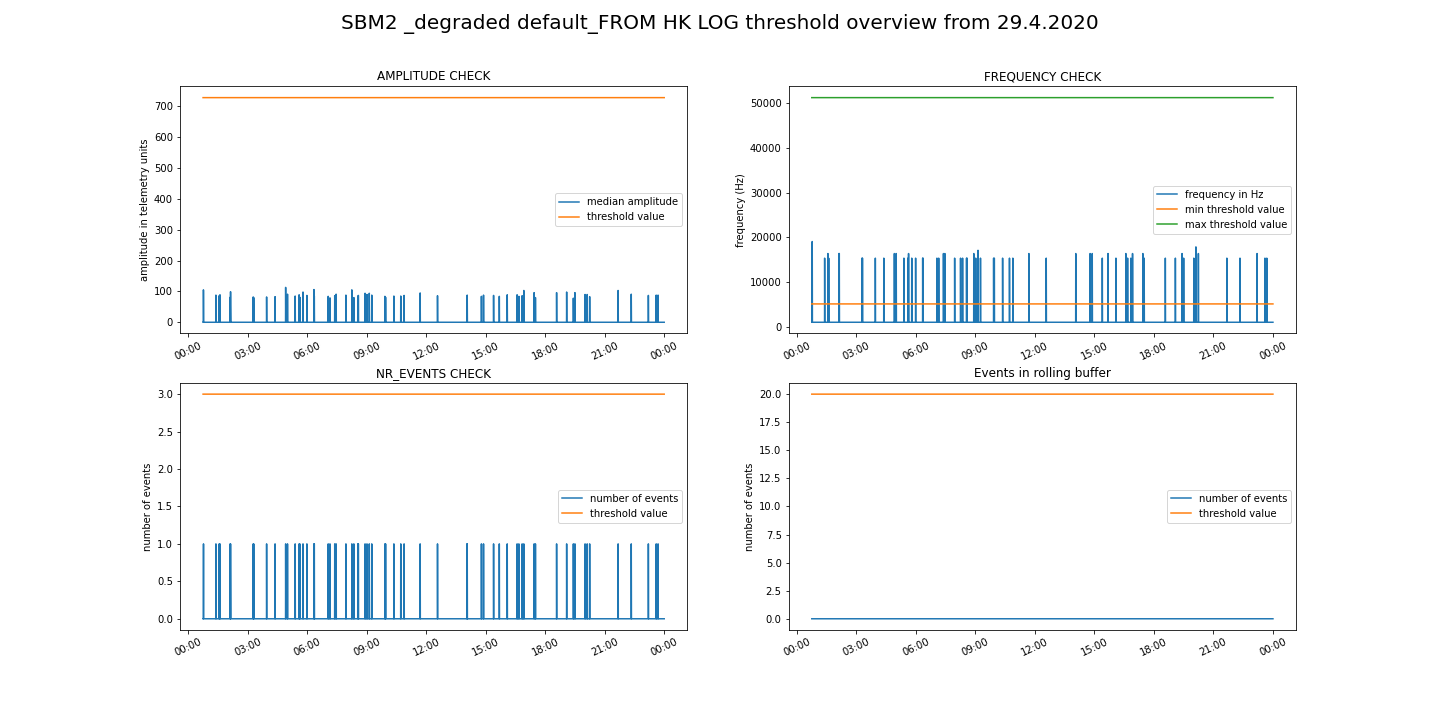 SBM2 _degraded default_FROM HK LOG threshold overview from 29.4.2020
AMPLITUDE CHECK
amplitude in telemetry units
700
600
500
400
300
200
100
0
median amplitude
threshold value
00:00 03:00 06:00 09:00 12:00 15:00 18:00 21:00 00:00
FREQUENCY CHECK
frequency (Hz)
50000
40000
30000
20000
10000
0
frequency in Hz
min threshold value
max threshold value
00:00 03:00 06:00 09:00 12:00 15:00 18:00 21:00 00:00
NR_EVENTS CHECK
number of events
3.0
2.5
2.0
1.5
1.0
0.5
0.0
number of events
threshold value
00:00 03:00 06:00 09:00 12:00 15:00 18:00 21:00 00:00
Events in rolling buffer
number of events
20.0
17.5
15.0
12.5
10.0
7.5
5.0
2.5
0.0
number of events
threshold value
00:00 03:00 06:00 09:00 12:00 15:00 18:00 21:00 00:00